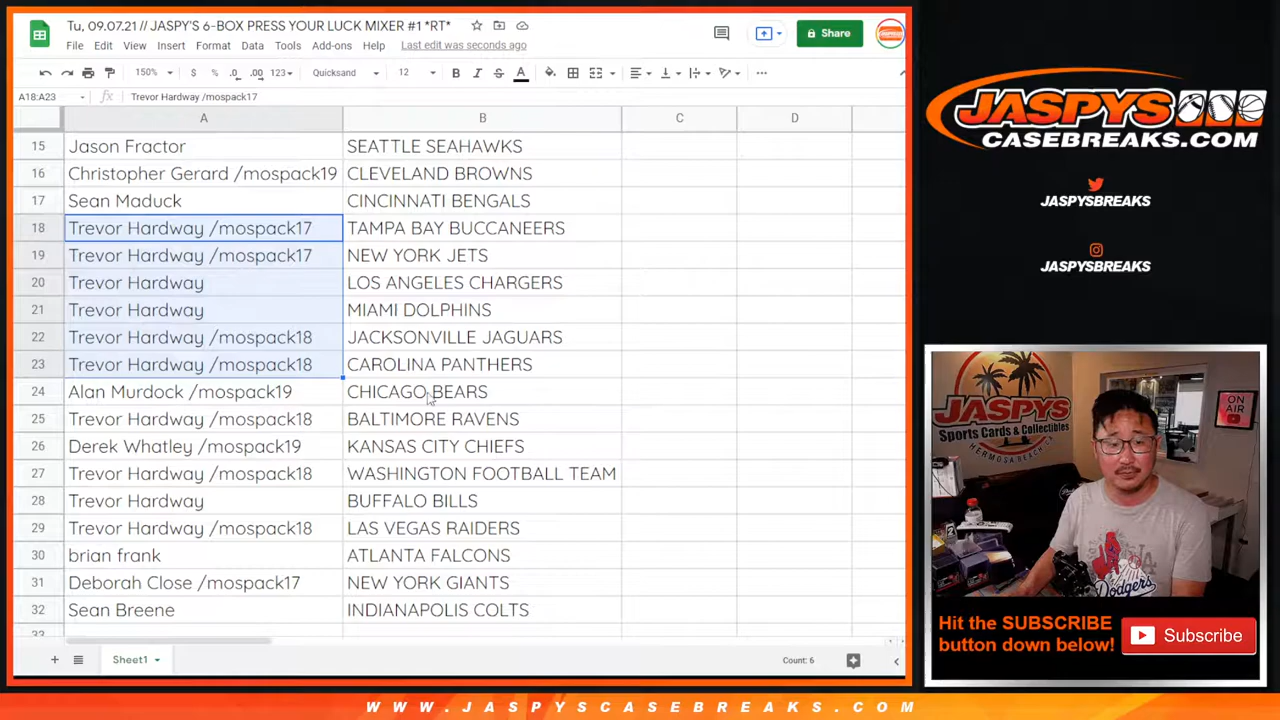 Tu, 09.07.21 // JASPY'S 6-BOX PRESS YOUR LUCK MIXER #1 *RT*
File Edit View Insert Format Data Tools Add-ons Help Last edit was seconds ago
Share
150% $ % .0 .00 123 Quicksand 12 B I S A
A18:A23 fx Trevor Hardway /mospack17
A B C D
15 Jason Fractor SEATTLE SEAHAWKS
16 Christopher Gerard /mospack19 CLEVELAND BROWNS
17 Sean Maduck CINCINNATI BENGALS
18 Trevor Hardway /mospack17 TAMPA BAY BUCCANEERS
19 Trevor Hardway /mospack17 NEW YORK JETS
20 Trevor Hardway LOS ANGELES CHARGERS
21 Trevor Hardway MIAMI DOLPHINS
22 Trevor Hardway /mospack18 JACKSONVILLE JAGUARS
23 Trevor Hardway /mospack18 CAROLINA PANTHERS
24 Alan Murdock /mospack19 CHICAGO BEARS
25 Trevor Hardway /mospack18 BALTIMORE RAVENS
26 Derek Whatley /mospack KANSAS CITY CHIEFS
27 Trevor Hardway /mospack18 WASHINGTON FOOTBALL TEAM
28 Trevor Hardway BUFFALO BILLS
29 Trevor Hardway /mospack18 LAS VEGAS RAIDERS
30 brian frank ATLANTA FALCONS
31 Deborah Close /mospack17 NEW YORK GIANTS
32 Sean Breene INDIANAPOLIS COLTS
33
Sheet1
Count: 6
JASPYS
CASEBREAKS.COM
JASPYSBREAKS
JASPYSBREAKS
JASPYS
Sports Cards & Collectibles
HERMOSA BEACH, CA
ON AIR
Dodgers
Hit the SUBSCRIBE
button down below!
Subscribe
WWW.JASPYSCASEBREAKS.COM